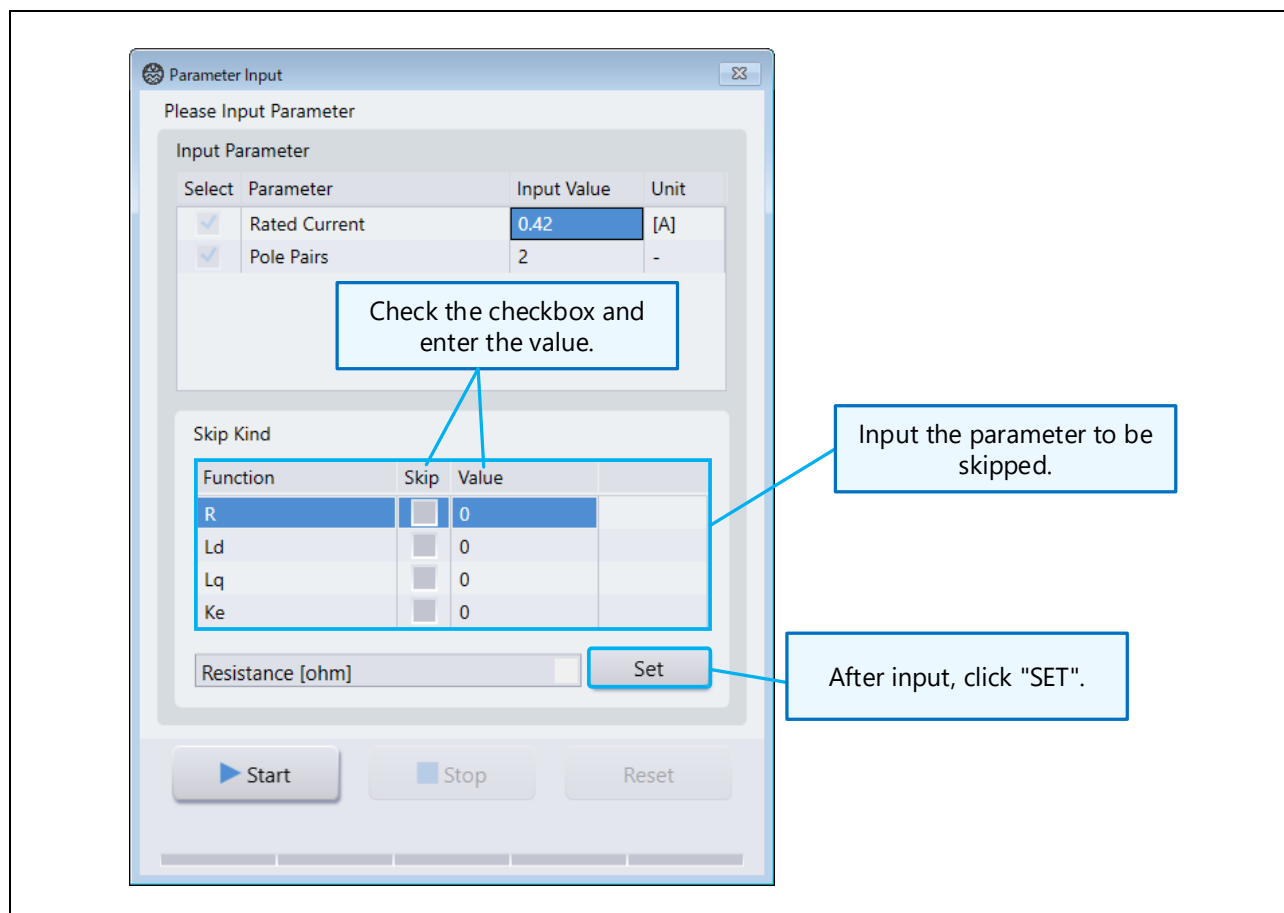 Parameter Input
Please Input Parameter
Input Parameter
Select Parameter Input Value Unit
Rated Current 0.42 [A]
Pole Pairs 2 -
Check the checkbox and
enter the value.
Skip Kind
Function Skip Value
R 0
Ld 0
Lq 0
Ke 0
Input the parameter to be
skipped.
Resistance [ohm] Set
After input, click "SET".
Start Stop Reset